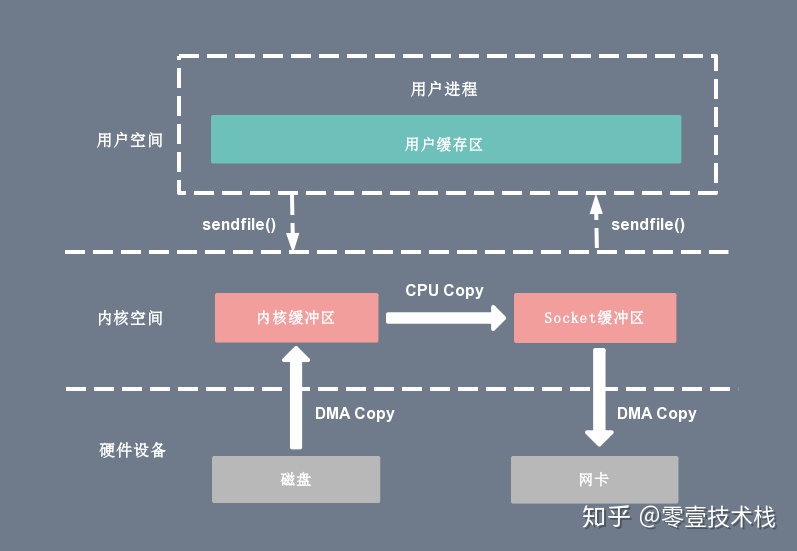 用户进程
用户空间
用户缓存区
sendfile()
sendfile()
CPU Copy
内核空间
内核缓冲区
Socket缓冲区
DMA Copy
DMA Copy
硬件设备
磁盘
网卡
知乎 @零壹技术栈